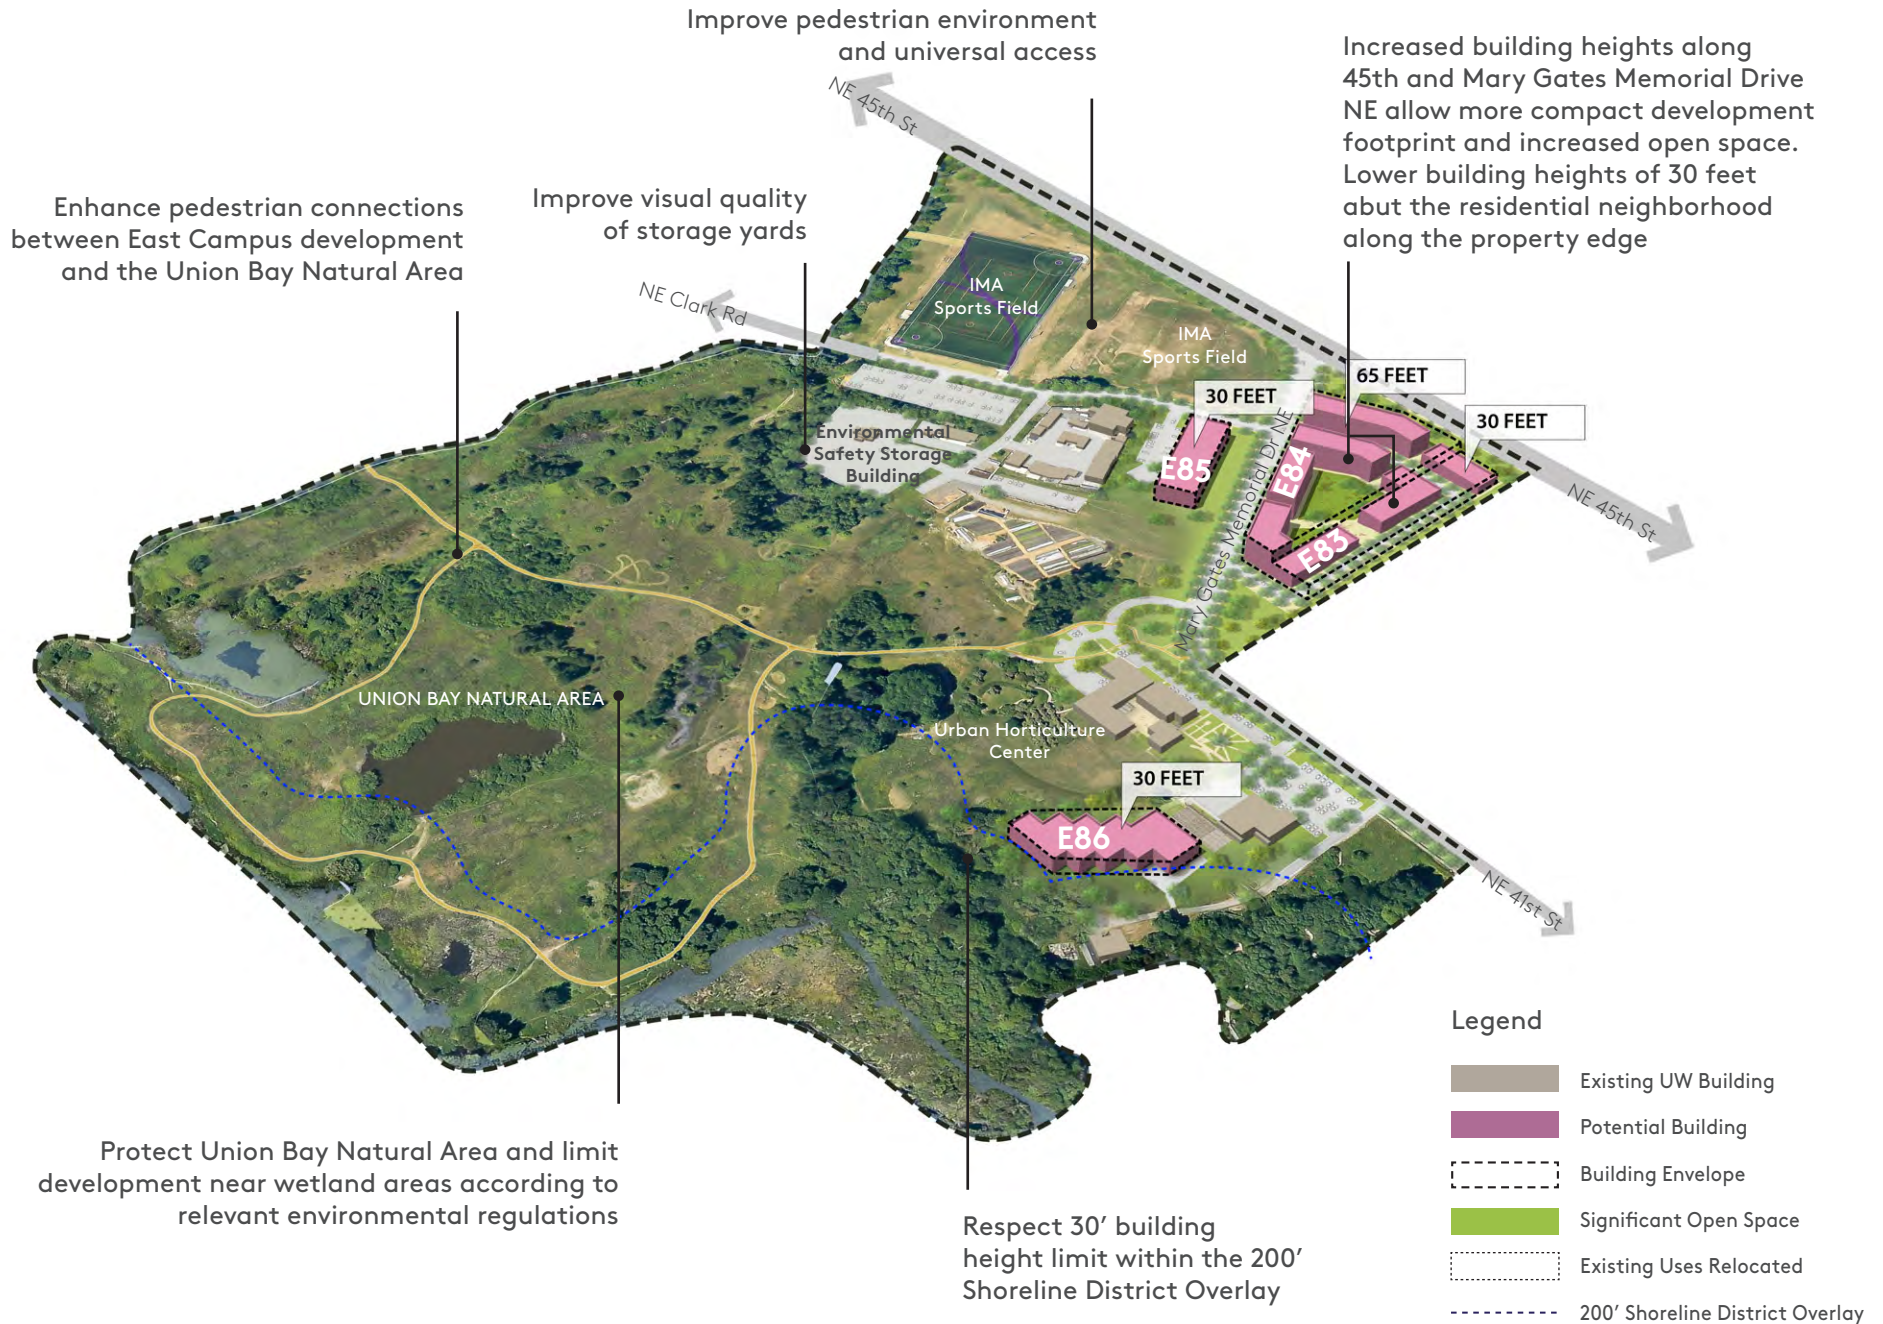 Improve pedestrian environment
and universal access
Increased building heights along
45th and Mary Gates Memorial Drive
NE allow more compact development
footprint and increased open space.
Lower building heights of 30 feet
abut the residential neighborhood
along the property edge
Enhance pedestrian connections
between East Campus development
and the Union Bay Natural Area
Improve visual quality
of storage yards
NE 45th St
NE Clark Rd
IMA
Sports Field
IMA
Sports Field
65 FEET
30 FEET
30 FEET
Environmental
Safety Storage
Building
E85
E84
E83
Mary Gates Memorial Dr NE
NE 45th St
UNION BAY NATURAL AREA
Urban Horticulture
Center
30 FEET
E86
NE 41st St
Protect Union Bay Natural Area and limit
development near wetland areas according to
relevant environmental regulations
Respect 30’ building
height limit within the 200’
Shoreline District Overlay
Legend
Existing UW Building
Potential Building
Building Envelope
Significant Open Space
Existing Uses Relocated
200’ Shoreline District Overlay